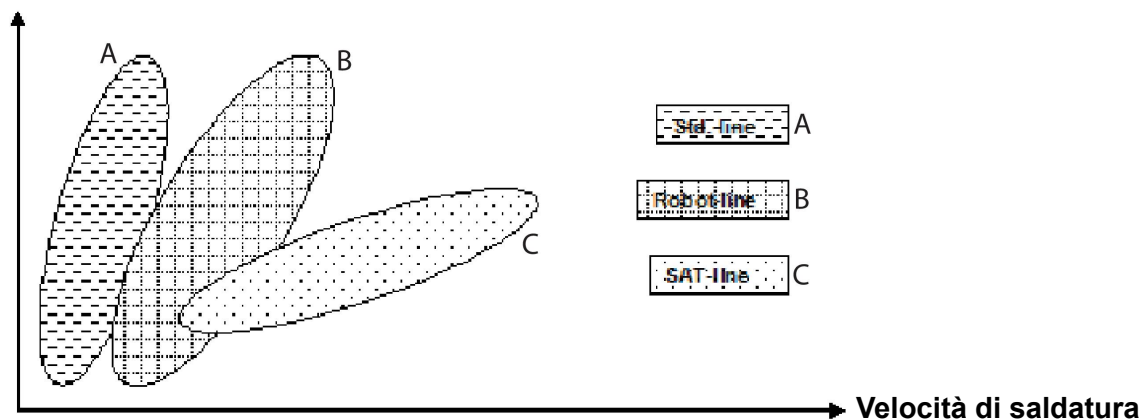 A
B
C
Std.-line A
Robot-line B
SAT-line C
Velocità di saldatura